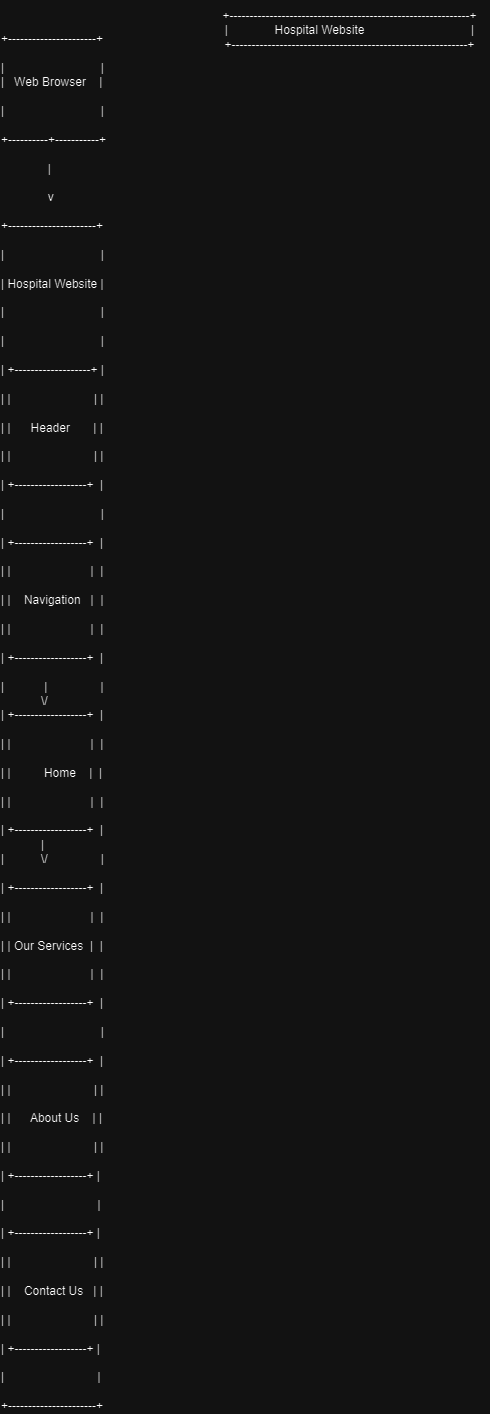 Hospital Website
Web Browser
v
Hospital Website
Header
Navigation
\/
Home
\/
Our Services
About Us
Contact Us